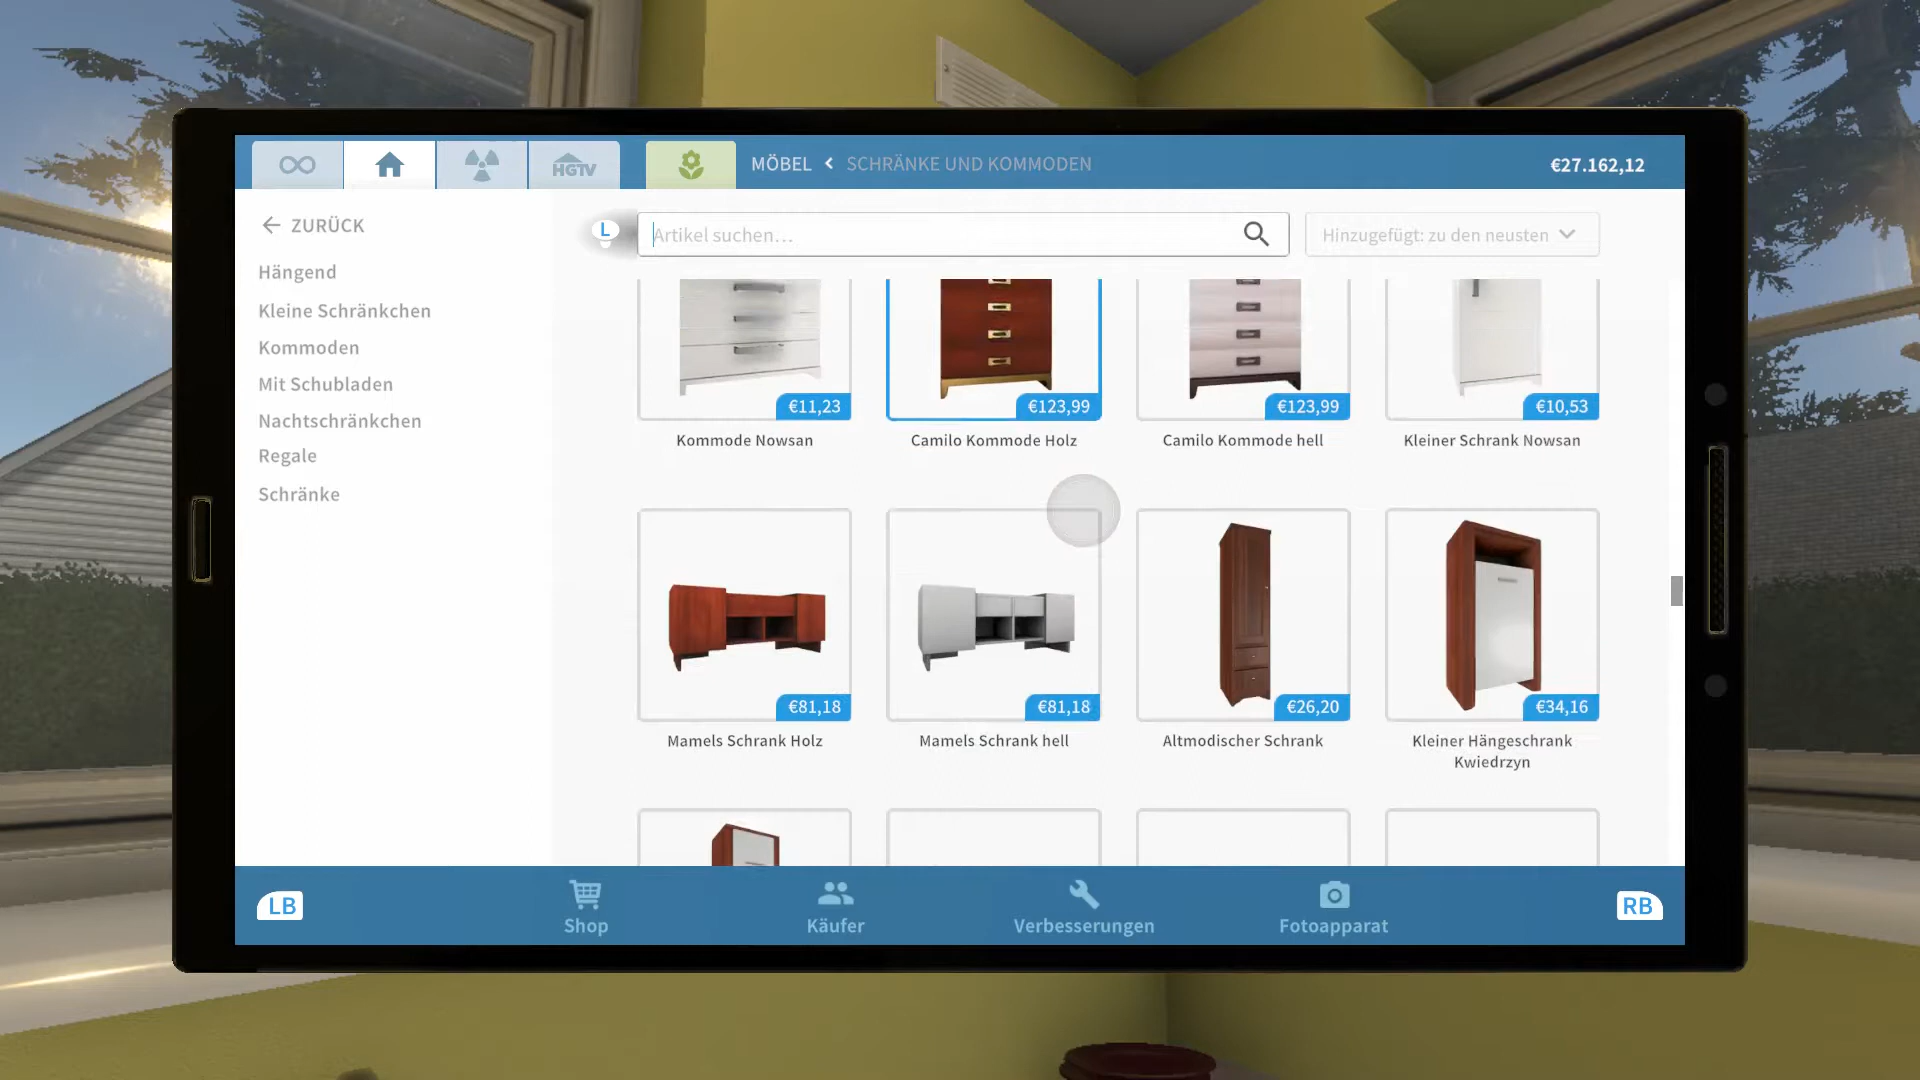 HGTV
MÖBEL < SCHRÄNKE UND KOMMODEN
€27.162,12
ZURÜCK
L
Artikel suchen...
Hinzugefügt: zu den neusten
Hängend
Kleine Schränkchen
Kommoden
Mit Schubladen
Nachtschränkchen
Regale
Schränke
€11,23
€123,99
€123,99
€10,53
Kommode Nowsan
Camilo Kommode Holz
Camilo Kommode hell
Kleiner Schrank Nowsan
€81,18
€81,18
€26,20
€34,16
Mamels Schrank Holz
Mamels Schrank hell
Altmodischer Schrank
Kleiner Hängeschrank
Kwiedrzyn
LB
Shop
Käufer
Verbesserungen
Fotoapparat
RB